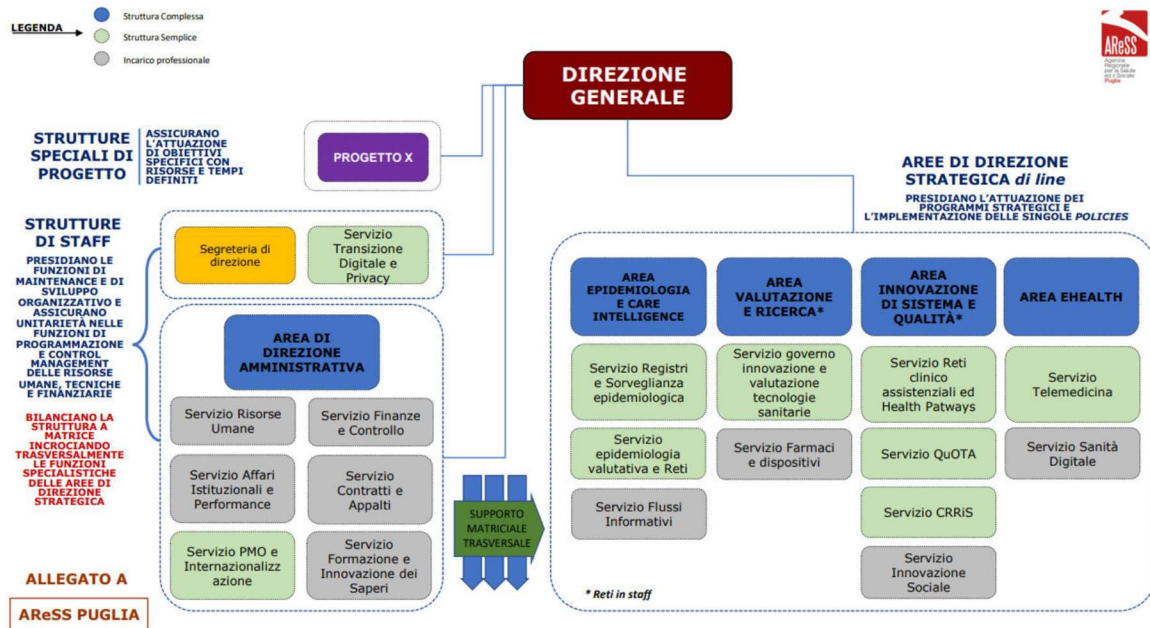 LEGENDA
Struttura Complessa
Struttura Semplice
Incarico professionale
DIREZIONE
GENERALE
AReSS
Agenzia
Regionale
per la Salute
ed il Sociale
Puglia
STRUTTURE
SPECIALI DI
PROGETTO
ASSICURANO
L'ATTUAZIONE
DI OBIETTIVI
SPECIFICI CON
RISORSE E TEMPI
DEFINITI
PROGETTO X
AREE DI DIREZIONE
STRATEGICA di line
PRESIDIANO L'ATTUAZIONE DEI
PROGRAMMI STRATEGICI E
L'IMPLEMENTAZIONE DELLE SINGOLE POLICIES
STRUTTURE
DI STAFF
PRESIDIANO LE
FUNZIONI DI
MAINTENANCE E DI
SVILUPPO
ORGANIZZATIVO E
ASSICURANO
UNITARIETÀ NELLE
FUNZIONI DI
PROGRAMMAZIONE
E CONTROL
MANAGEMENT
DELLE RISORSE
UMANE, TECNICHE
E FINANZIARIE
BILANCIANO LA
STRUTTURA A
MATRICE
INCROCIANDO
TRASVERSALMENTE
LE FUNZIONI
SPECIALISTICHE
DELLE AREE DI
DIREZIONE
STRATEGICA
Segreteria di
direzione
Servizio
Transizione
Digitale e
Privacy
AREA DI
DIREZIONE
AMMINISTRATIVA
Servizio Risorse
Umane
Servizio Finanze
e Controllo
Servizio Affari
Istituzionali e
Performance
Servizio
Contratti e
Appalti
Servizio PMO e
Internazionalizz
azione
Servizio
Formazione e
Innovazione dei
Saperi
SUPPORTO
MATRICIALE
TRASVERSALE
AREA
EPIDEMIOLOGIA
E CARE
INTELLIGENCE
Servizio Registri
e Sorveglianza
epidemiologica
Servizio
epidemiologia
valutativa e Reti
Servizio Flussi
Informativi
AREA
VALUTAZIONE
E RICERCA*
Servizio governo
innovazione e
valutazione
tecnologie
sanitarie
Servizio Farmaci
e dispositivi
AREA
INNOVAZIONE
DI SISTEMA E
QUALITÀ*
Servizio Reti
clinico
assistenziali ed
Health Patways
Servizio QuOTA
Servizio CRRiS
Servizio
Innovazione
Sociale
AREA EHEALTH
Servizio
Telemedicina
Servizio Sanità
Digitale
* Reti in staff
ALLEGATO A
AReSS PUGLIA